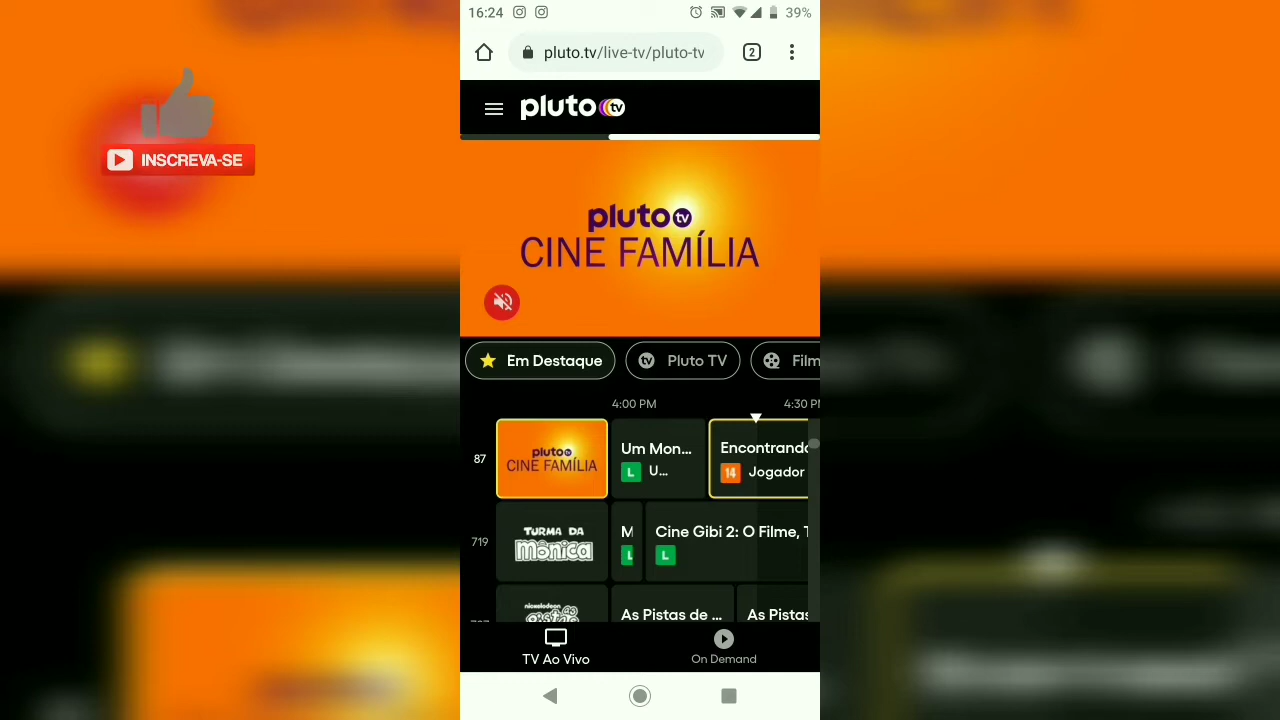 16:24
39%
2
pluto.tv/live-tv/pluto-tv
pluto tv
INSCREVA-SE
pluto tv
CINE FAMÍLIA
Em Destaque
tv Pluto TV
Film
4:00 PM
4:30 PM
87
pluto tv
CINE FAMÍLIA
Um Mon...
L U...
Encontrando
14 Jogador
719
TURMA DA
MÔNICA
M
L
Cine Gibi 2: O Filme, T
L
nickelodeon
As Pistas de ...
As Pistas
TV Ao Vivo
On Demand